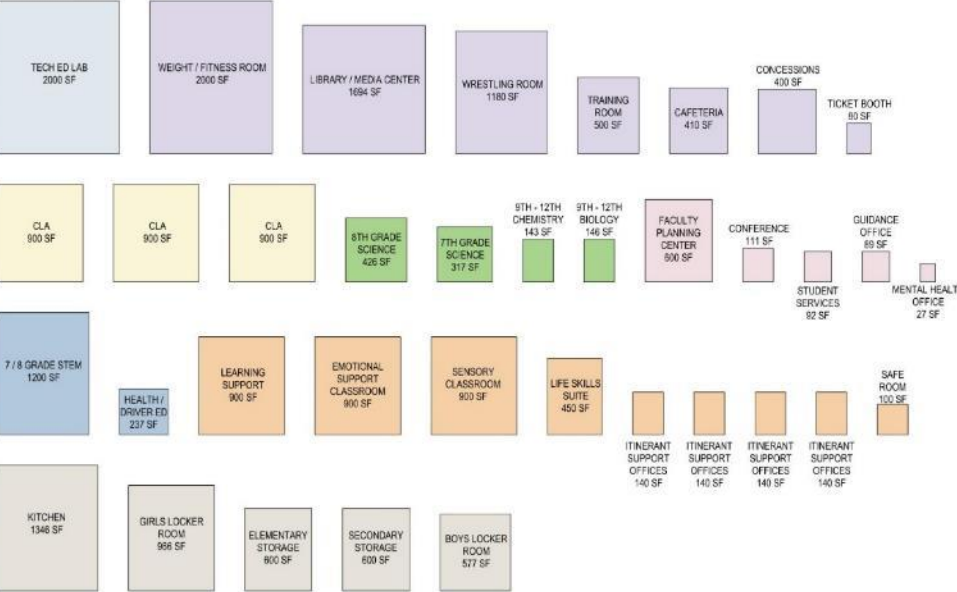 TECH ED LAB
2000 SF
WEIGHT / FITNESS ROOM
2000 SF
LIBRARY / MEDIA CENTER
1694 SF
WRESTLING ROOM
1180 SF
TRAINING
ROOM
500 SF
CAFETERIA
410 SF
CONCESSIONS
400 SF
TICKET BOOTH
SF
CLA
900 SF
CLA
900 SF
CLA
900 SF
8TH GRADE
SCIENCE
426 SF
7TH GRADE
SCIENCE
317 SF
9TH - 12TH
CHEMISTRY
143 SF
9TH - 12TH
BIOLOGY
146 SF
FACULTY
PLANNING
CENTER
600 SF
CONFERENCE
111 SF
STUDENT
SERVICES
92 SF
GUIDANCE
OFFICE
89 SF
MENTAL HEALT
OFFICE
27 SF
7 / 8 GRADE STEM
1200 SF
HEALTH /
DRIVER ED
237 SF
LEARNING
SUPPORT
900 SF
EMOTIONAL
SUPPORT
CLASSROOM
900 SF
SENSORY
CLASSROOM
900 SF
LIFE SKILLS
SUITE
450 SF
ITINERANT
SUPPORT
OFFICES
140 SF
ITINERANT
SUPPORT
OFFICES
140 SF
ITINERANT
SUPPORT
OFFICES
140 SF
ITINERANT
SUPPORT
OFFICES
140 SF
SAFE
ROOM
100 SF
KITCHEN
1346 SF
GIRLS LOCKER
ROOM
966 SF
ELEMENTARY
STORAGE
600 SF
SECONDARY
STORAGE
600 SF
BOYS LOCKER
ROOM
577 SF